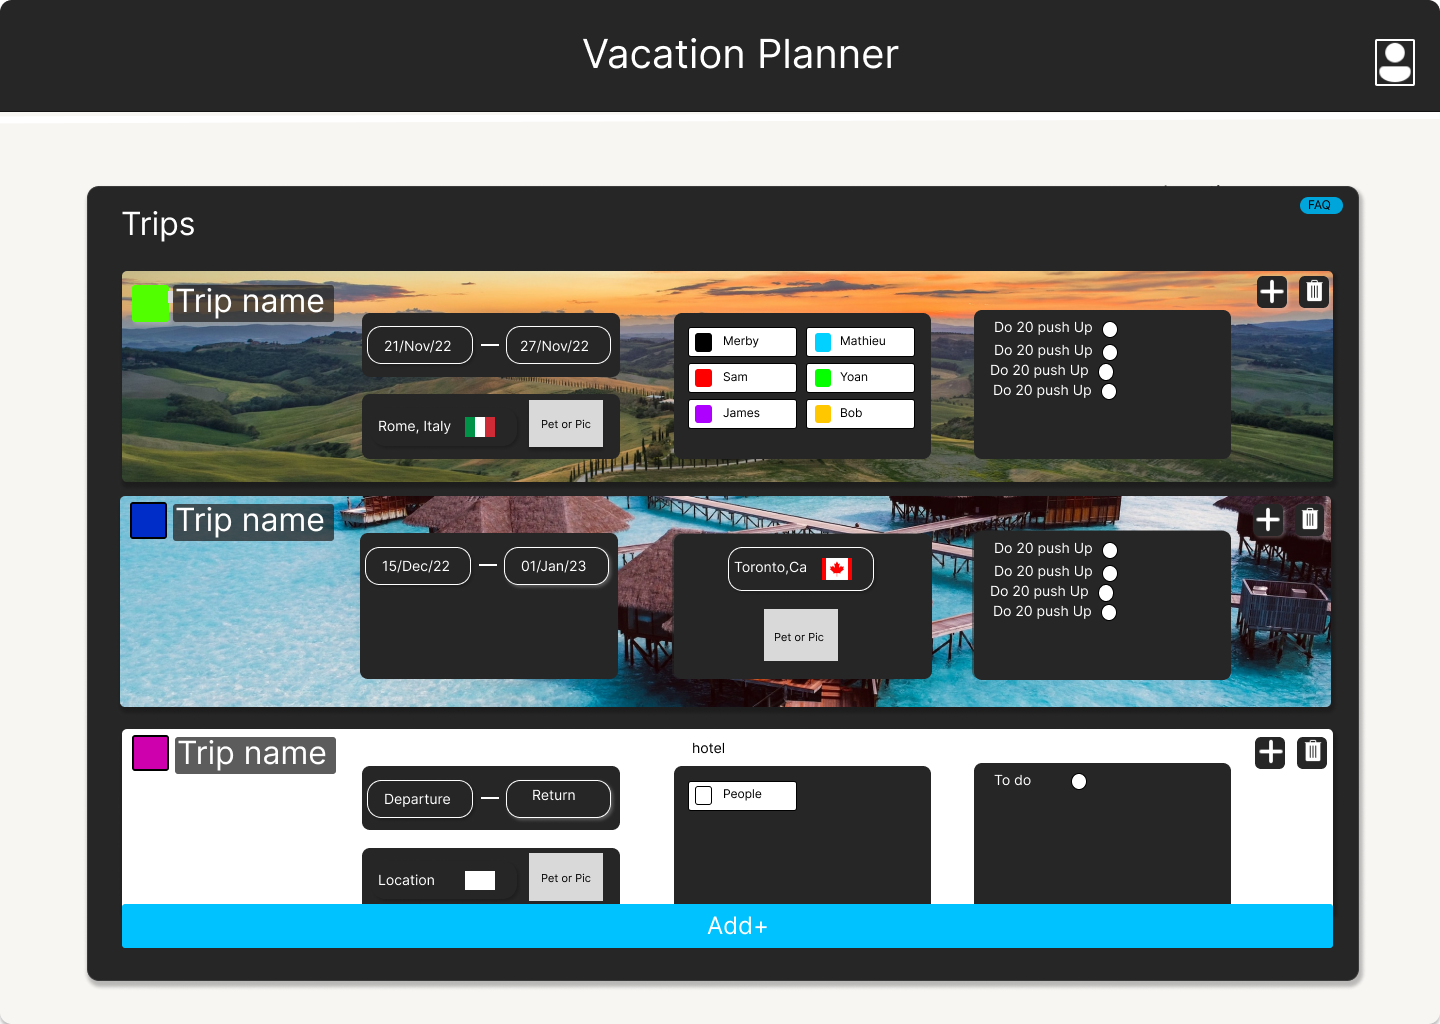 Vacation Planner
Trips
FAQ
Trip name
21/Nov/22
27/Nov/22
Rome, Italy
Pet or Pic
Merby
Mathieu
Sam
Yoan
James
Bob
Do 20 push Up
Do 20 push Up
Do 20 push Up
Do 20 push Up
Trip name
15/Dec/22
01/Jan/23
Toronto,Ca
Pet or Pic
Do 20 push Up
Do 20 push Up
Do 20 push Up
Do 20 push Up
Trip name
Departure
Return
Location
Pet or Pic
hotel
People
To do
Add+